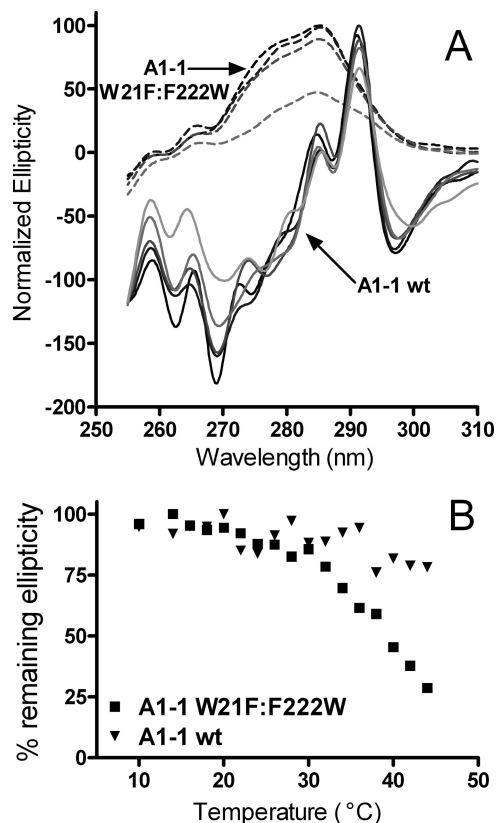 A
100
50
0
-50
-100
-150
-200
Normalized Ellipticity
A1-1
W21F:F222W
A1-1 wt
250 260 270 280 290 300 310
Wavelength (nm)
B
100
75
50
25
0
% remaining ellipticity
A1-1 W21F:F222W
A1-1 wt
10 20 30 40 50
Temperature (°C)